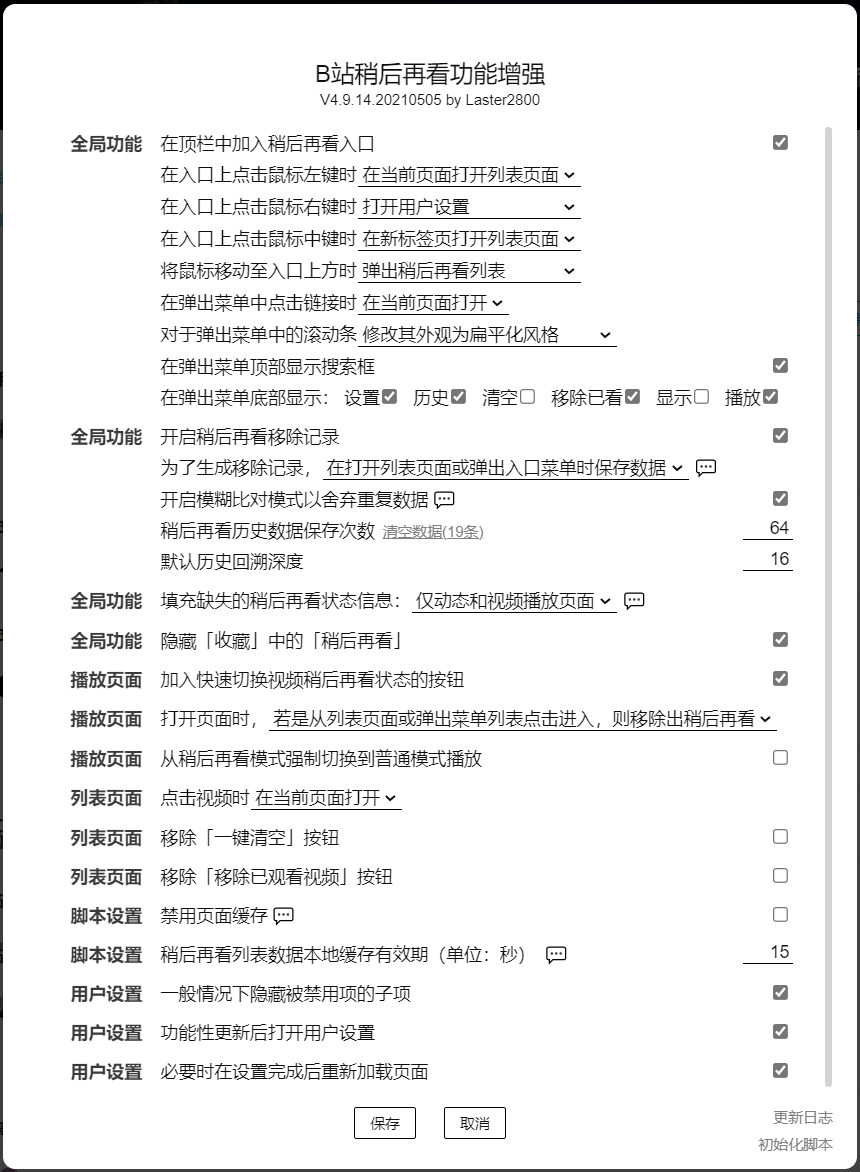 B站稍后再看功能增强
V4.9.14.20210505 by Laster2800
全局功能 在顶栏中加入稍后再看入口
在入口上点击鼠标左键时 在当前页面打开列表页面
在入口上点击鼠标右键时 打开用户设置
在入口上点击鼠标中键时 在新标签页打开列表页面
将鼠标移动至入口上方时 弹出稍后再看列表
在弹出菜单中点击链接时 在当前页面打开
对于弹出菜单中的滚动条 修改其外观为扁平化风格
在弹出菜单顶部显示搜索框
在弹出菜单底部显示： 设置 历史 清空 移除已看 显示 播放
全局功能 开启稍后再看移除记录
为了生成移除记录， 在打开列表页面或弹出入口菜单时保存数据
开启模糊比对模式以舍弃重复数据
稍后再看历史数据保存次数 清空数据(19条) 64
默认历史回溯深度 16
全局功能 填充缺失的稍后再看状态信息： 仅动态和视频播放页面
全局功能 隐藏「收藏」中的「稍后再看」
播放页面 加入快速切换视频稍后再看状态的按钮
播放页面 打开页面时， 若是从列表页面或弹出菜单列表点击进入，则移除出稍后再看
播放页面 从稍后再看模式强制切换到普通模式播放
列表页面 点击视频时 在当前页面打开
列表页面 移除「一键清空」按钮
列表页面 移除「移除已观看视频」按钮
脚本设置 禁用页面缓存
脚本设置 稍后再看列表数据本地缓存有效期（单位：秒） 15
用户设置 一般情况下隐藏被禁用项的子项
用户设置 功能性更新后打开用户设置
用户设置 必要时在设置完成后重新加载页面
保存 取消
更新日志
初始化脚本